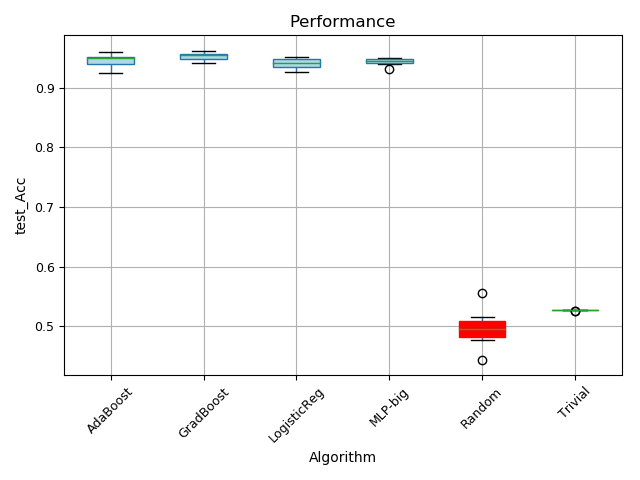 Performance
test_Acc
0.9
0.8
0.7
0.6
0.5
AdaBoost
GradBoost
LogisticReg
MLP-big
Random
Trivial
Algorithm